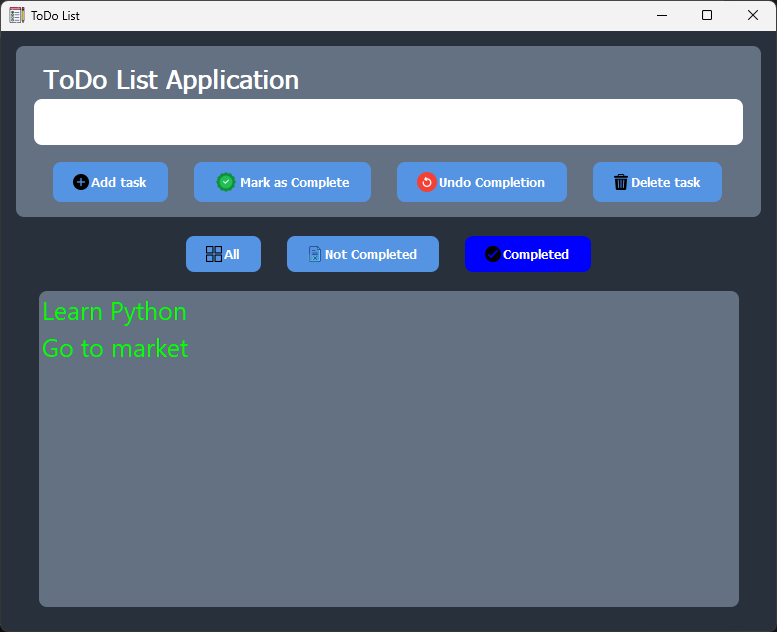 ToDo List
ToDo List Application
Add task Mark as Complete Undo Completion Delete task
All Not Completed Completed
Learn Python
Go to market